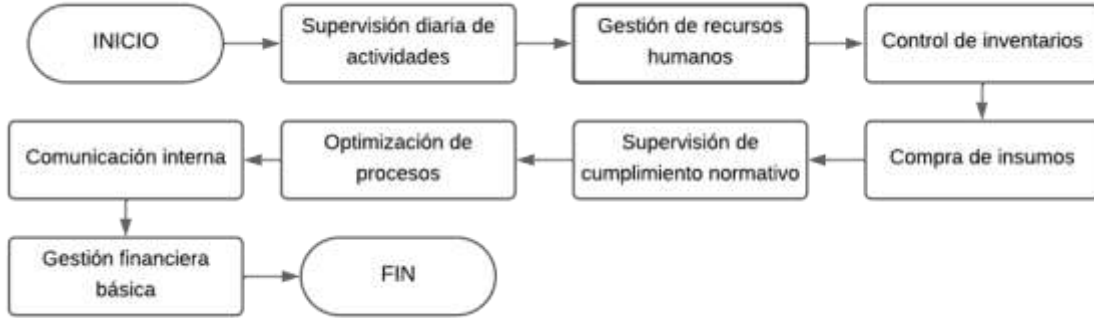 INICIO
Supervisión diaria de
actividades
Gestión de recursos
humanos
Control de inventarios
Compra de insumos
Supervisión de
cumplimiento normativo
Optimización de
procesos
Comunicación interna
Gestión financiera
básica
FIN